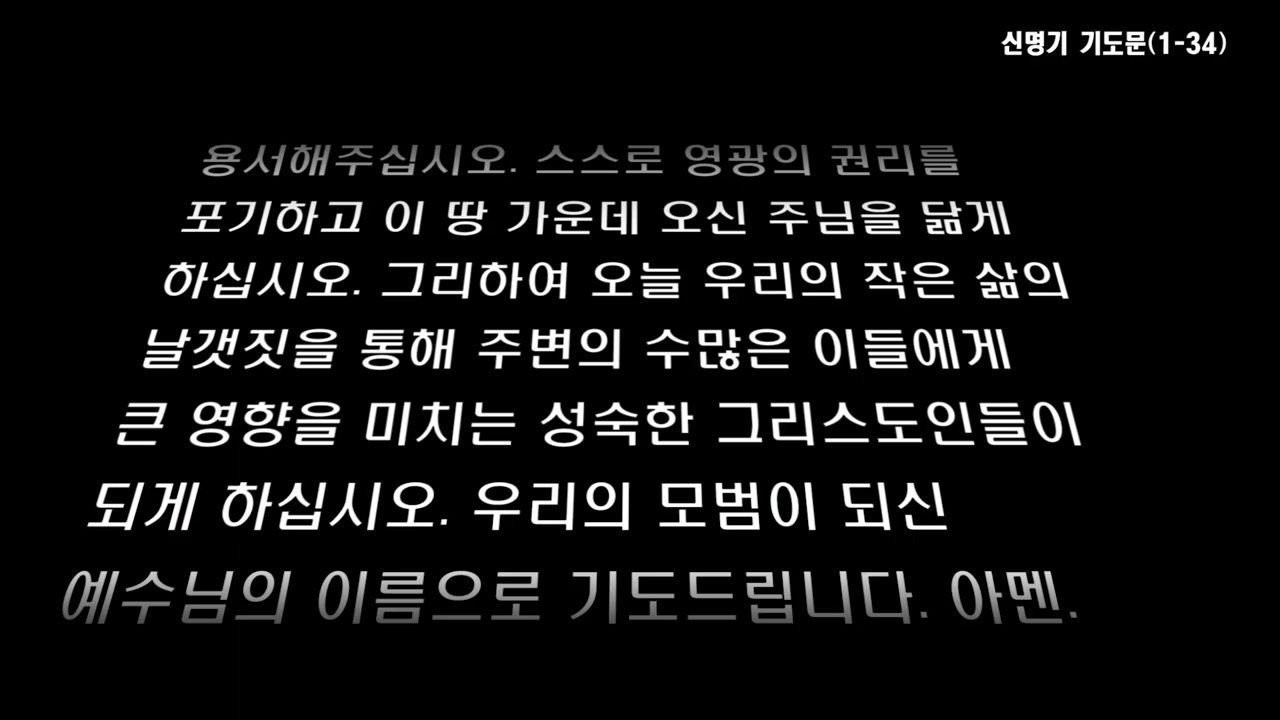 신명기 기도문(1-34)
용서해주십시오. 스스로 영광의 권리를
포기하고 이 땅 가운데 오신 주님을 닮게
하십시오. 그리하여 오늘 우리의 작은 삶의
날갯짓을 통해 주변의 수많은 이들에게
큰 영향을 미치는 성숙한 그리스도인들이
되게 하십시오. 우리의 모범이 되신
예수님의 이름으로 기도드립니다. 아멘.